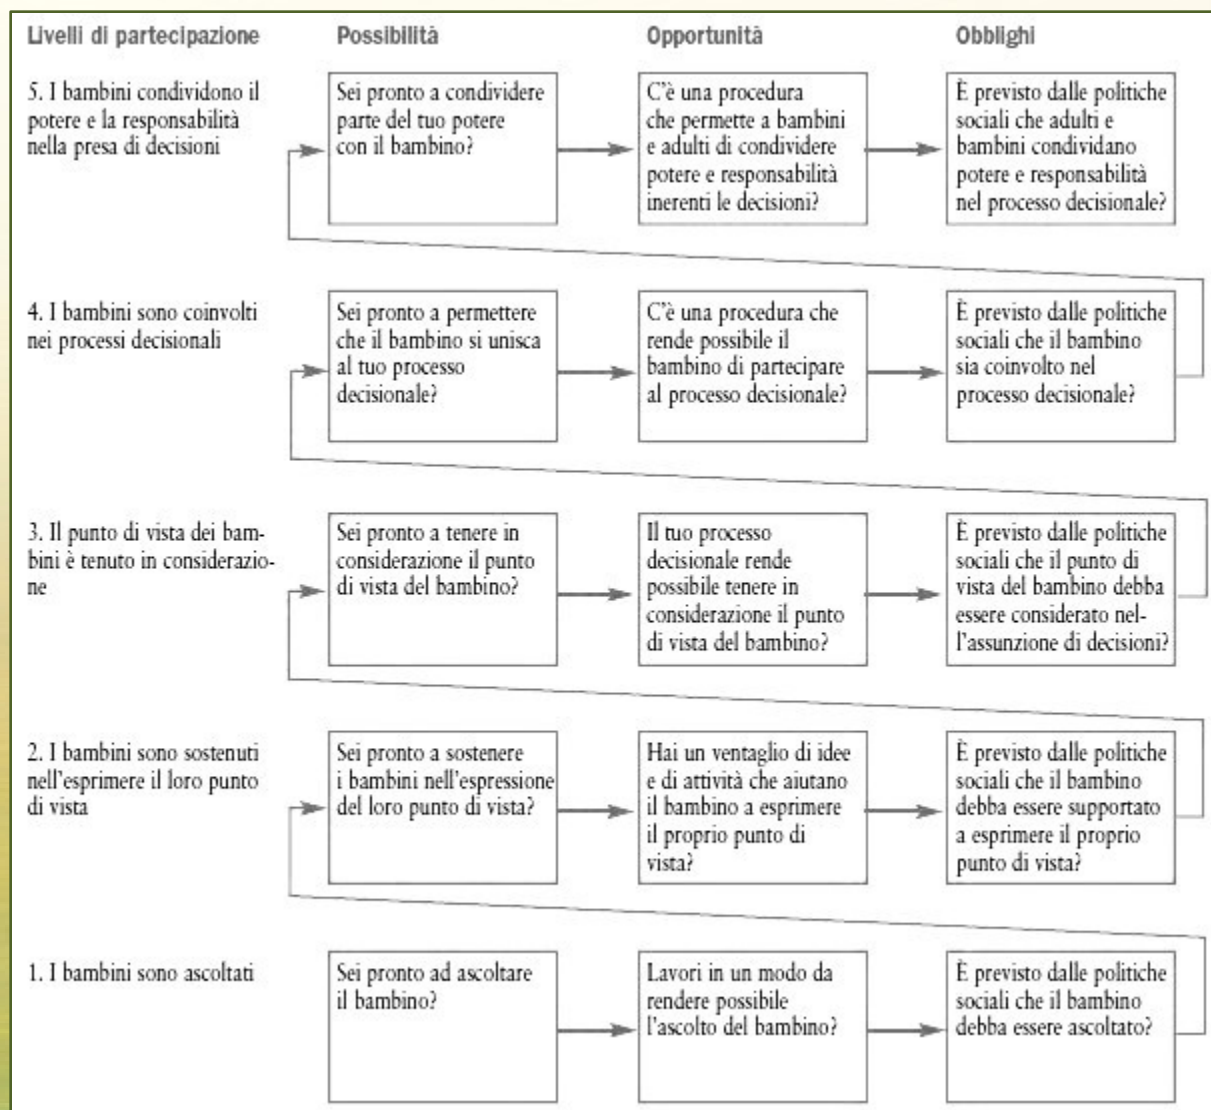 Livelli di partecipazione
Possibilità
Opportunità
Obblighi
5. I bambini condividono il
potere e la responsabilità
nella presa di decisioni
Sei pronto a condividere
parte del tuo potere
con il bambino?
C'è una procedura
che permette a bambini
e adulti di condividere
potere e responsabilità
inerenti le decisioni?
È previsto dalle politiche
sociali che adulti e
bambini condividano
potere e responsabilità
nel processo decisionale?
4. I bambini sono coinvolti
nei processi decisionali
Sei pronto a permettere
che il bambino si unisca
al tuo processo
decisionale?
C'è una procedura che
rende possibile il
bambino di partecipare
al processo decisionale?
È previsto dalle politiche
sociali che il bambino
sia coinvolto nel
processo decisionale?
3. Il punto di vista dei bam-
bini è tenuto in considerazio-
ne
Sei pronto a tenere in
considerazione il punto
di vista del bambino?
Il tuo processo
decisionale rende
possibile tenere in
considerazione il punto
di vista del bambino?
È previsto dalle politiche
sociali che il punto di
vista del bambino debba
essere considerato nel-
l'assunzione di decisioni?
2. I bambini sono sostenuti
nell'esprimere il loro punto
di vista
Sei pronto a sostenere
i bambini nell'espressione
del loro punto di vista?
Hai un ventaglio di idee
e di attività che aiutano
il bambino a esprimere
il proprio punto di
vista?
È previsto dalle politiche
sociali che il bambino
debba essere supportato
a esprimere il proprio
punto di vista?
1. I bambini sono ascoltati
Sei pronto ad ascoltare
il bambino?
Lavori in un modo da
rendere possibile
l'ascolto del bambino?
È previsto dalle politiche
sociali che il bambino
debba essere ascoltato?